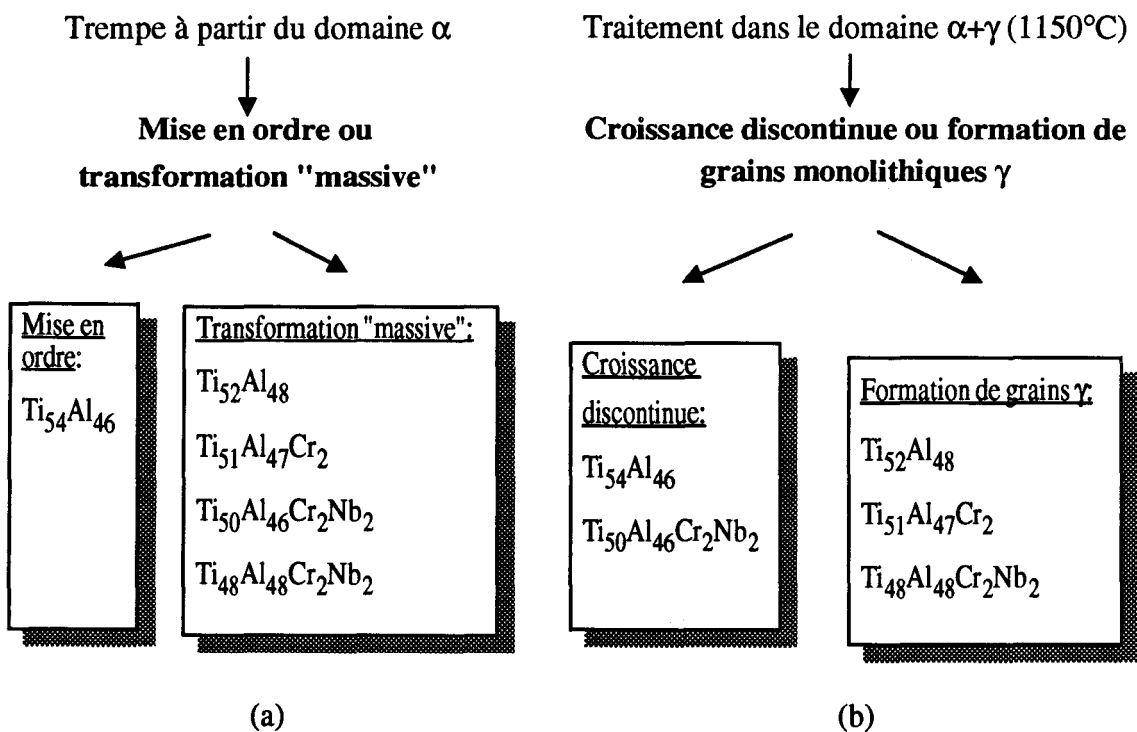 Trempe à partir du domaine α
Mise en ordre ou
transformation "massive"
Mise en
ordre:
Ti54Al46
Transformation "massive":
Ti52Al48
Ti51Al47Cr2
Ti50Al46Cr2Nb2
Ti48Al48Cr2Nb2
(a)
Traitement dans le domaine α+γ (1150°C)
Croissance discontinue ou formation de
grains monolithiques γ
Croissance
discontinue:
Ti54Al46
Ti50Al46Cr2Nb2
Formation de grains γ:
Ti52Al48
Ti51Al47Cr2
Ti48Al48Cr2Nb2
(b)